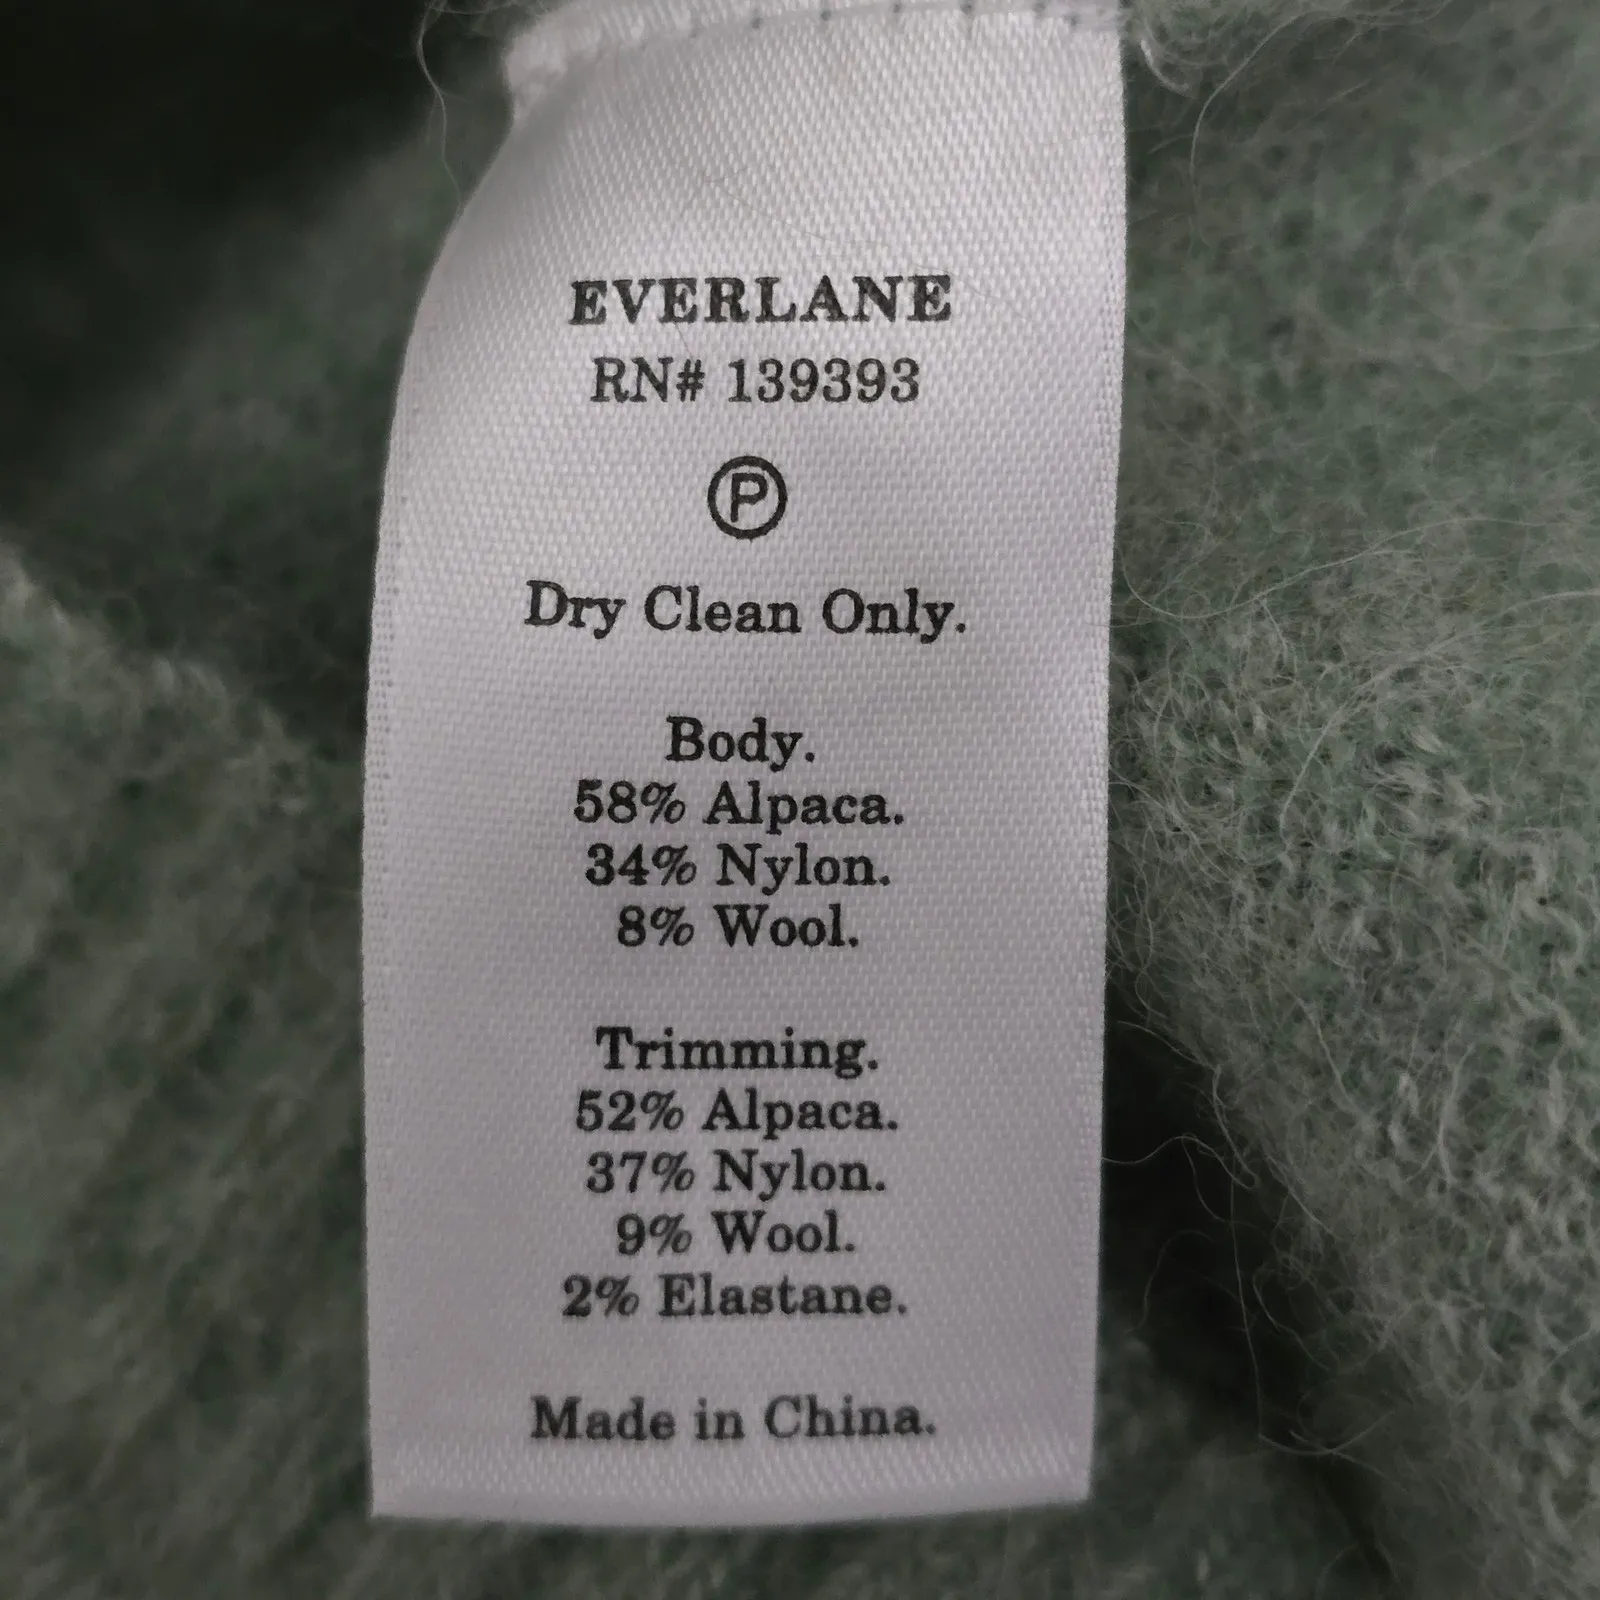 EVERLANE
RN# 139393
P
Dry Clean Only.
Body.
58% Alpaca.
34% Nylon.
8% Wool.
Trimming.
52% Alpaca.
37% Nylon.
9% Wool.
2% Elastane.
Made in China.